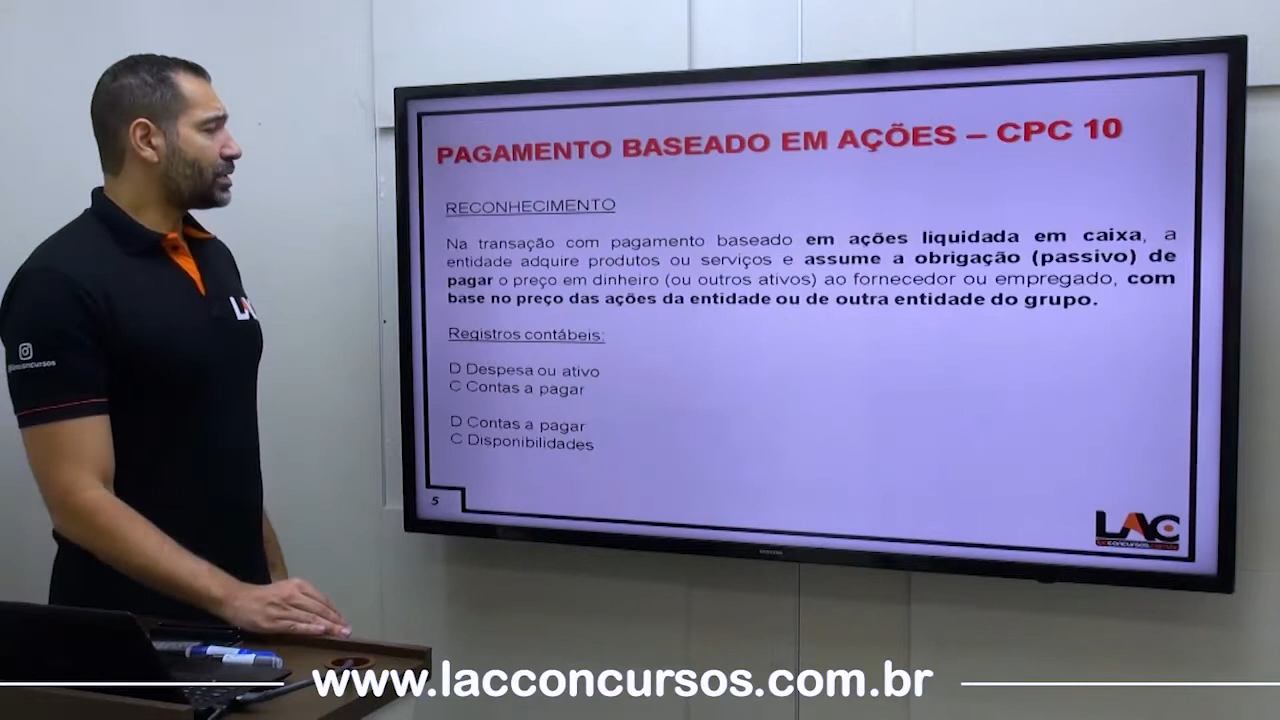 PAGAMENTO BASEADO EM AÇÕES – CPC 10
RECONHECIMENTO
Na transação com pagamento baseado em ações liquidada em caixa, a
entidade adquire produtos ou serviços e assume a obrigação (passivo) de
pagar o preço em dinheiro (ou outros ativos) ao fornecedor ou empregado, com
base no preço das ações da entidade ou de outra entidade do grupo.
Registros contábeis:
D Despesa ou ativo
C Contas a pagar
D Contas a pagar
C Disponibilidades
5
LAC
LAC
SAMSUNG
www.lacconcursos.com.br